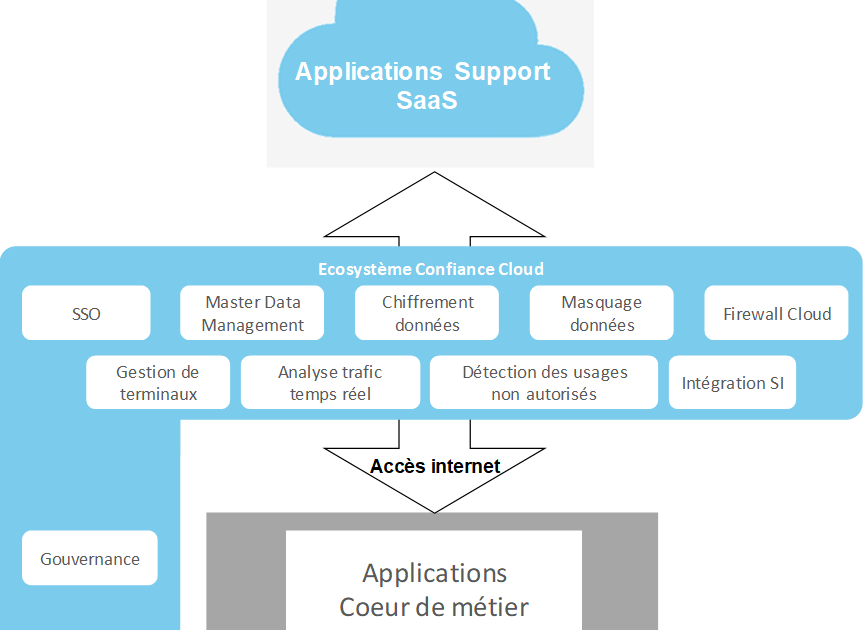 Applications Support
SaaS
Ecosystème Confiance Cloud
SSO
Master Data
Management
Chiffrement
données
Masquage
données
Firewall Cloud
Gestion de
terminaux
Analyse trafic
temps réel
Détection des usages
non autorisés
Intégration SI
Accès internet
Gouvernance
Applications
Coeur de métier